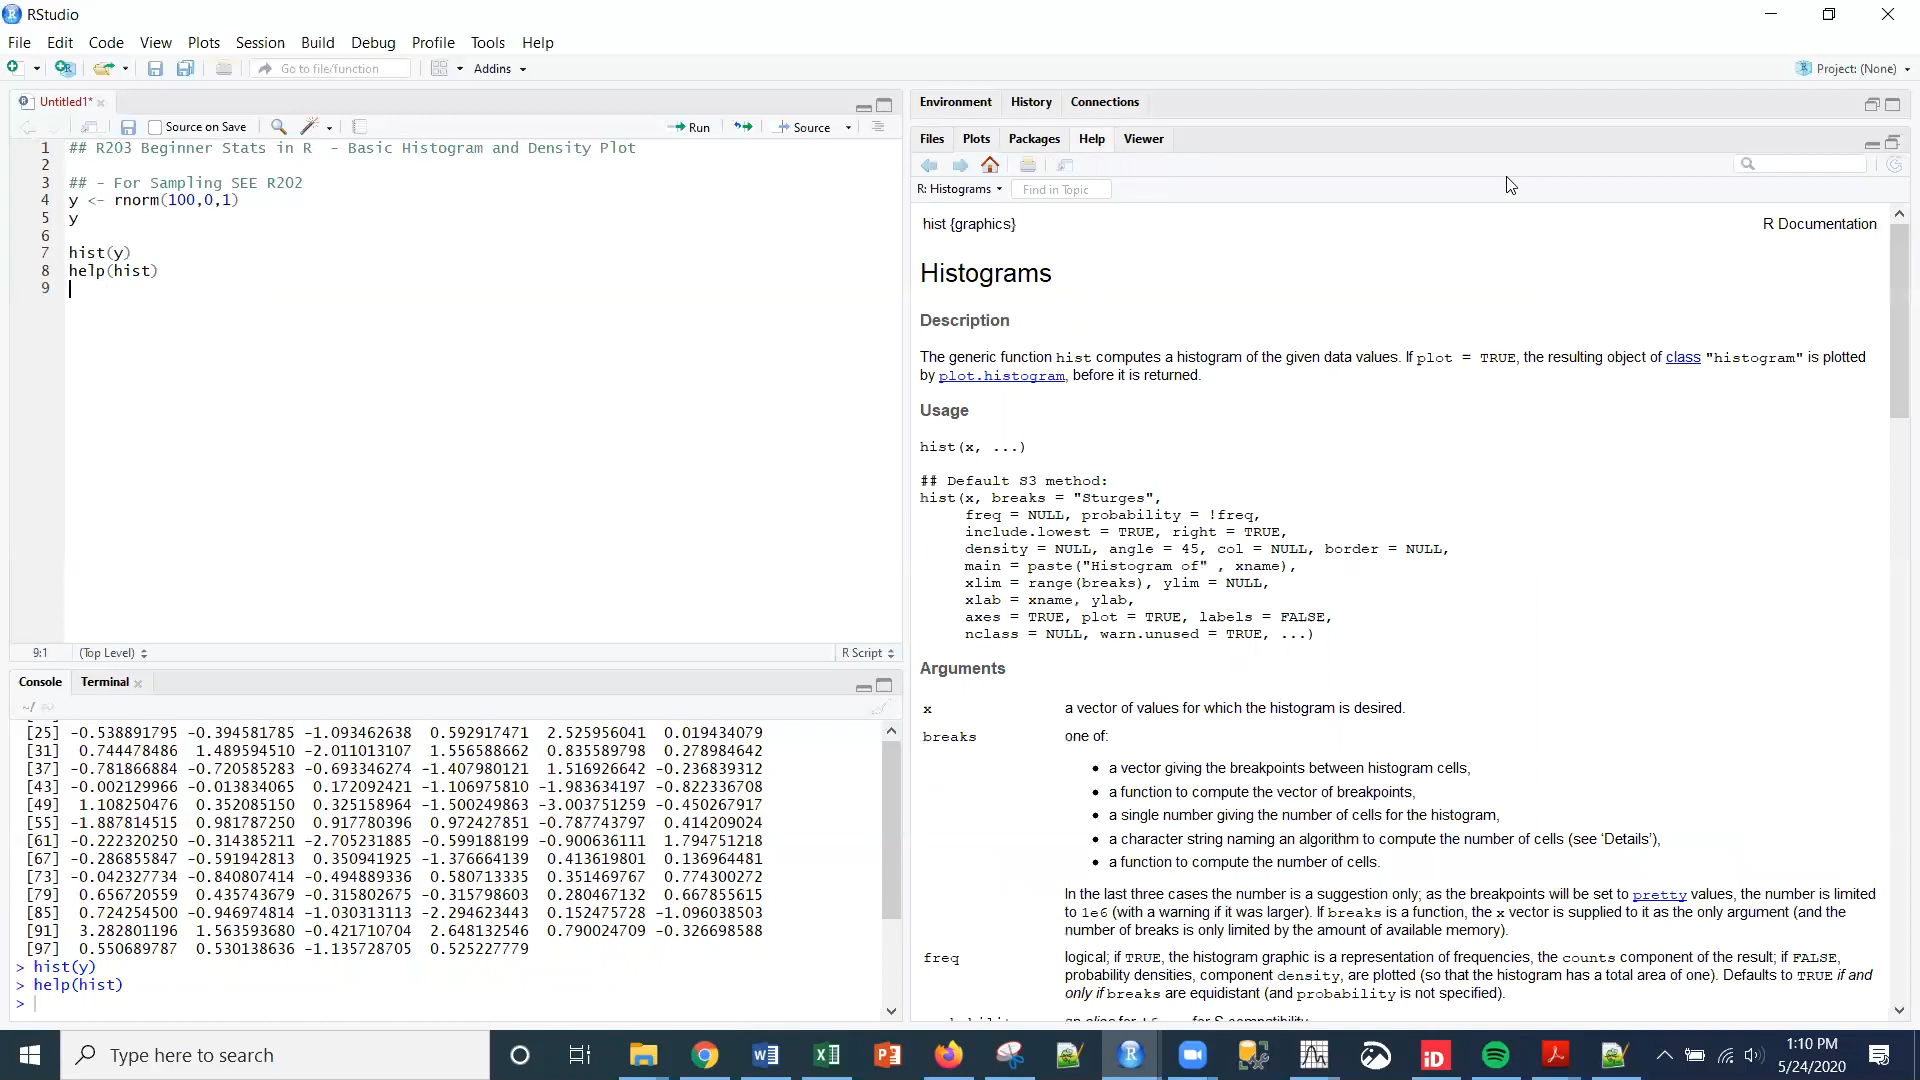 RStudio
File Edit Code View Plots Session Build Debug Profile Tools Help
Go to file/function Addins Project: (None)
Untitled1*
Source on Save Run Source
1 ## R203 Beginner Stats in R  - Basic Histogram and Density Plot
2
3 ## - For Sampling SEE R202
4 y <- rnorm(100,0,1)
5 y
6
7 hist(y)
8 help(hist)
9
9:1 (Top Level) R Script
Console Terminal
~/
[25] -0.538891795 -0.394581785 -1.093462638 0.592917471 2.525956041 0.019434079
[31] 0.744478486 1.489594510 -2.011013107 1.556588662 0.835589798 0.278984642
[37] -0.781866884 -0.720585283 -0.693346274 -1.407980121 1.516926642 -0.236839312
[43] -0.002129966 -0.013834065 0.172092421 -1.106975810 -1.983634197 -0.822336708
[49] 1.108250476 0.352085150 0.325158964 -1.500249863 -3.003751259 -0.450267917
[55] -1.887814515 0.981787250 0.917780396 0.972427851 -0.787743797 0.414209024
[61] -0.222320250 -0.314385211 -2.705231885 -0.599188199 -0.900636111 1.794751218
[67] -0.286855847 -0.591942813 0.350941925 -1.376664139 0.413619801 0.136964481
[73] -0.042327734 -0.840807414 -0.494889336 0.580713335 0.351469767 0.774300272
[79] 0.656720559 0.435743679 -0.315802675 -0.315798603 0.280467132 0.667855615
[85] 0.724254500 -0.946974814 -1.030313113 -2.294623443 0.152475728 -1.096038503
[91] 3.282801196 1.563593680 -0.421710704 2.648132546 0.790024709 -0.326698588
[97] 0.550689787 0.530138636 -1.135728705 0.525227779
> hist(y)
> help(hist)
>
Environment History Connections
Files Plots Packages Help Viewer
R: Histograms Find in Topic
hist {graphics} R Documentation
Histograms
Description
The generic function hist computes a histogram of the given data values. If plot = TRUE, the resulting object of class "histogram" is plotted
by plot.histogram, before it is returned.
Usage
hist(x, ...)
## Default S3 method:
hist(x, breaks = "Sturges",
freq = NULL, probability = !freq,
include.lowest = TRUE, right = TRUE,
density = NULL, angle = 45, col = NULL, border = NULL,
main = paste("Histogram of" , xname),
xlim = range(breaks), ylim = NULL,
xlab = xname, ylab,
axes = TRUE, plot = TRUE, labels = FALSE,
nclass = NULL, warn.unused = TRUE, ...)
Arguments
x a vector of values for which the histogram is desired.
breaks one of:
• a vector giving the breakpoints between histogram cells,
• a function to compute the vector of breakpoints,
• a single number giving the number of cells for the histogram,
• a character string naming an algorithm to compute the number of cells (see ‘Details’),
• a function to compute the number of cells.
In the last three cases the number is a suggestion only; as the breakpoints will be set to pretty values, the number is limited
to 1e6 (with a warning if it was larger). If breaks is a function, the x vector is supplied to it as the only argument (and the
number of breaks is only limited by the amount of available memory).
freq logical; if TRUE, the histogram graphic is a representation of frequencies, the counts component of the result; if FALSE,
probability densities, component density, are plotted (so that the histogram has a total area of one). Defaults to TRUE if and
only if breaks are equidistant (and probability is not specified).
Type here to search
1:10 PM
5/24/2020